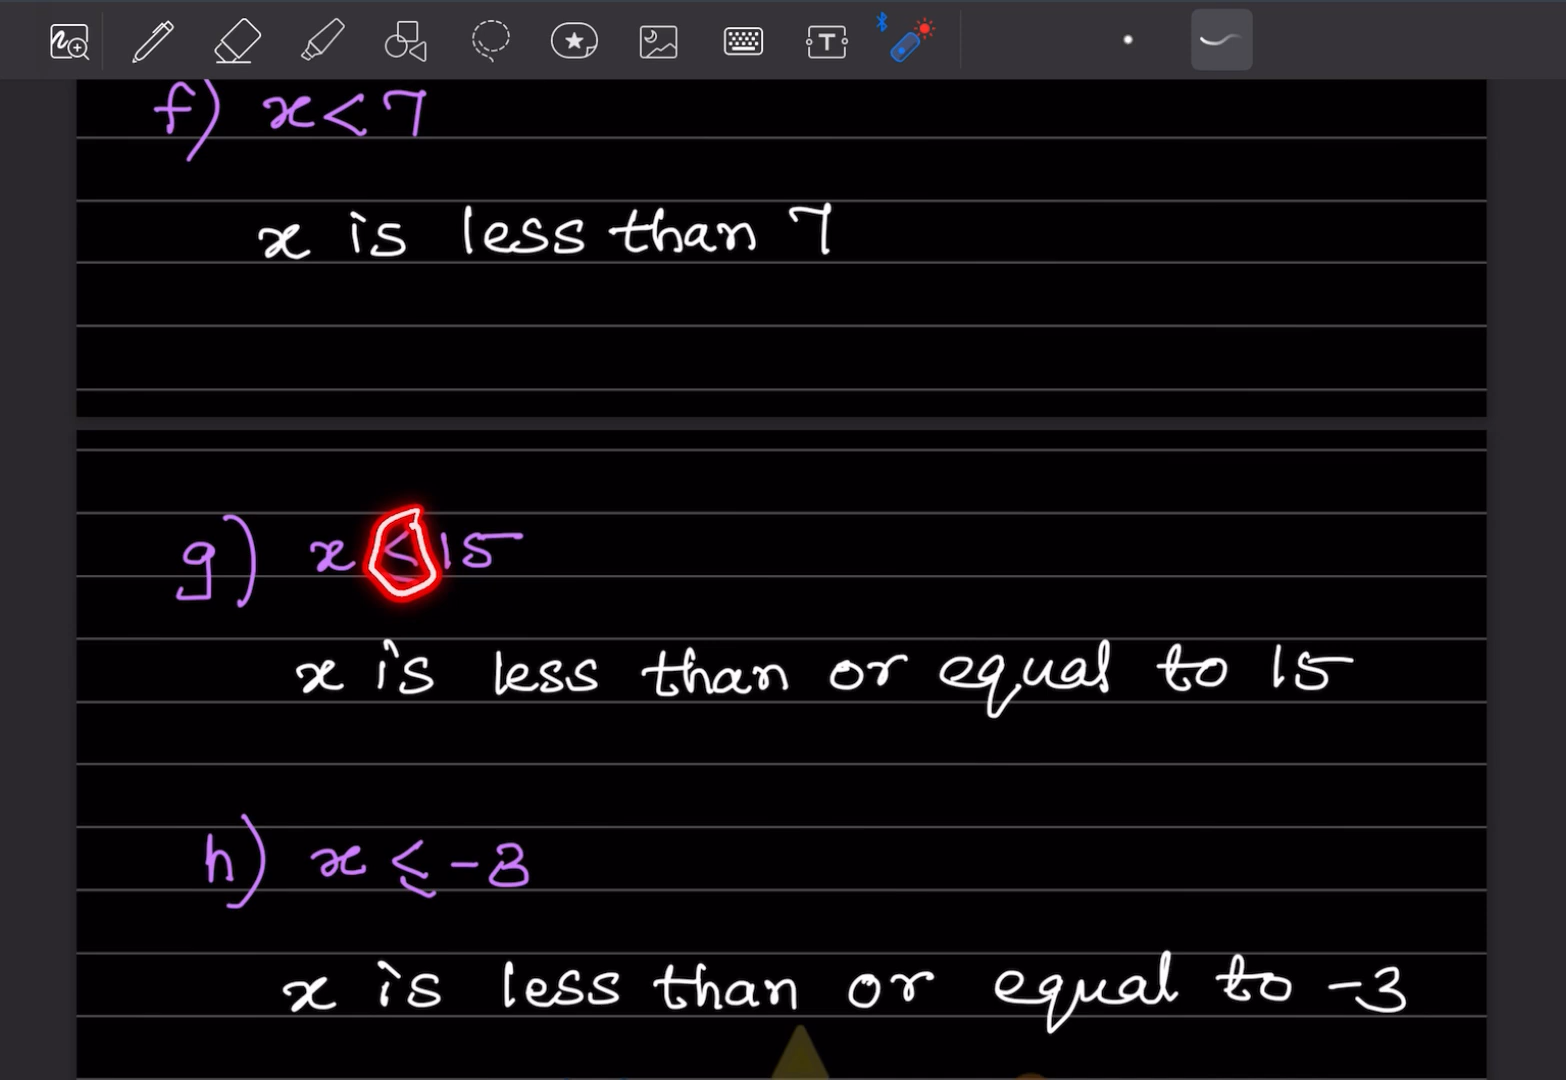 f) x < 7
x is less than 7
g) x ≤ 15
x is less than or equal to 15
h) x ≤ -3
x is less than or equal to -3